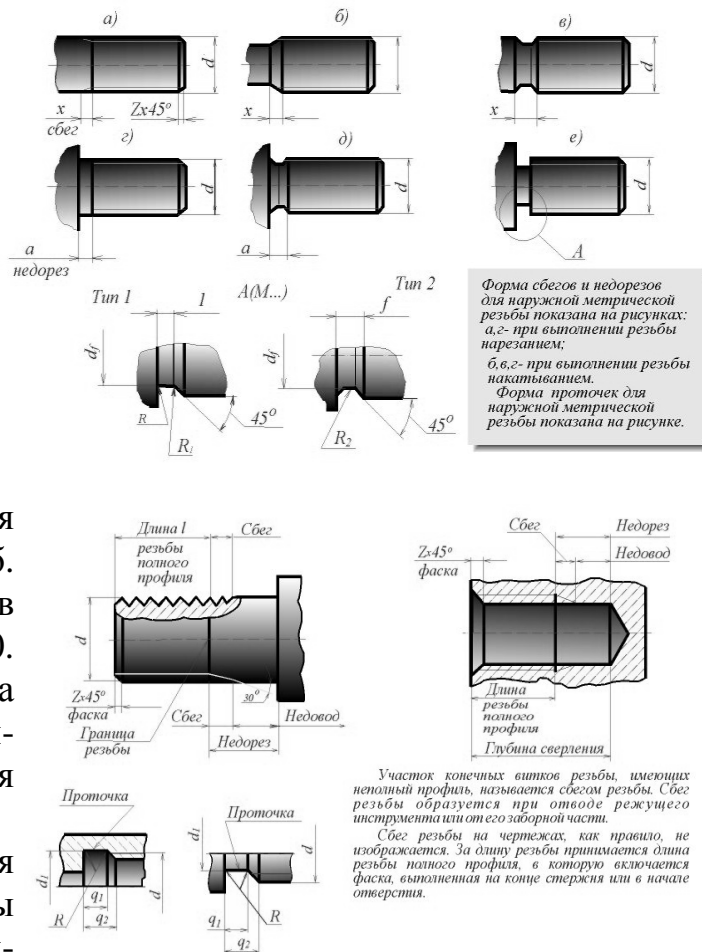 а)
б)
в)
d
d
x
сбег
Zx45°
x
x
г)
д)
е)
d
d
d
a
недорез
a
A
Тип 1
1
А(М...)
Тип 2
f
df
df
R
R1
45°
R2
45°
Форма сбегов и недорезов
для наружной метрической
резьбы показана на рисунках:
а,г- при выполнении резьбы
нарезанием;
б,в,г- при выполнении резьбы
накатыванием.
Форма проточек для
наружной метрической
резьбы показана на рисунке.
я
б.
в
).
а
и-
я
я
ы
и-
Длина l
резьбы
полного
профиля
Сбег
d
Zx45°
фаска
Граница
резьбы
Сбег
30°
Недовод
Недорез
Сбег
Недорез
Zx45°
фаска
Недовод
Длина
резьбы
полного
профиля
Глубина сверления
Проточка
Проточка
d1
d
R
q1
q2
d1
d
R
q1
q2
Участок конечных витков резьбы, имеющих
неполный профиль, называется сбегом резьбы. Сбег
резьбы образуется при отводе режущего
инструмента или от его заборной части.
Сбег резьбы на чертежах, как правило, не
изображается. За длину резьбы принимается длина
резьбы полного профиля, в которую включается
фаска, выполненная на конце стержня или в начале
отверстия.